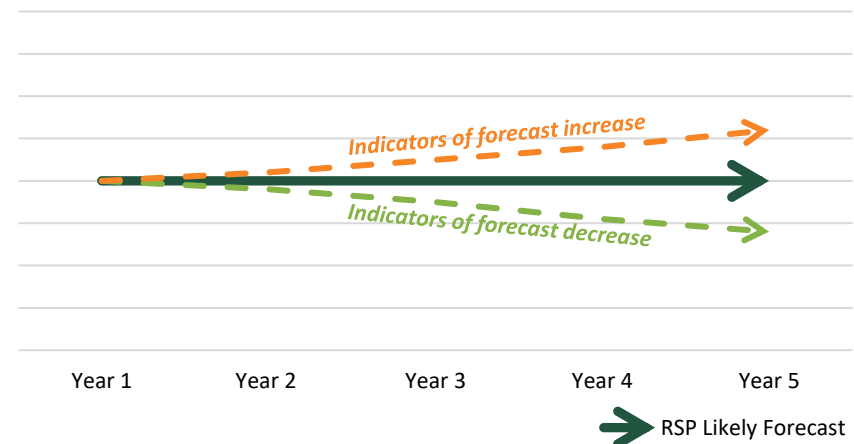 Indicators of forecast increase
Indicators of forecast decrease
Year 1 Year 2 Year 3 Year 4 Year 5
RSP Likely Forecast